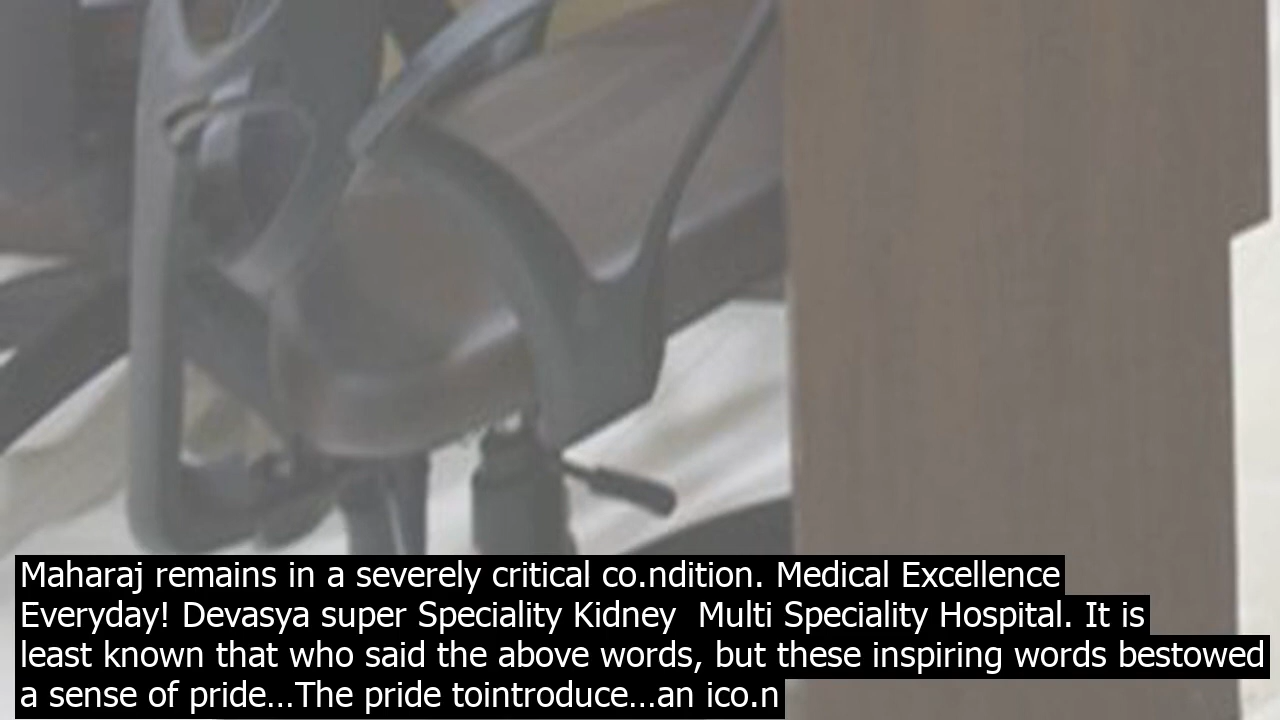 Maharaj remains in a severely critical co.ndition. Medical Excellence
Everyday! Devasya super Speciality Kidney  Multi Speciality Hospital. It is
least known that who said the above words, but these inspiring words bestowed
a sense of pride...The pride tointroduce...an ico.n